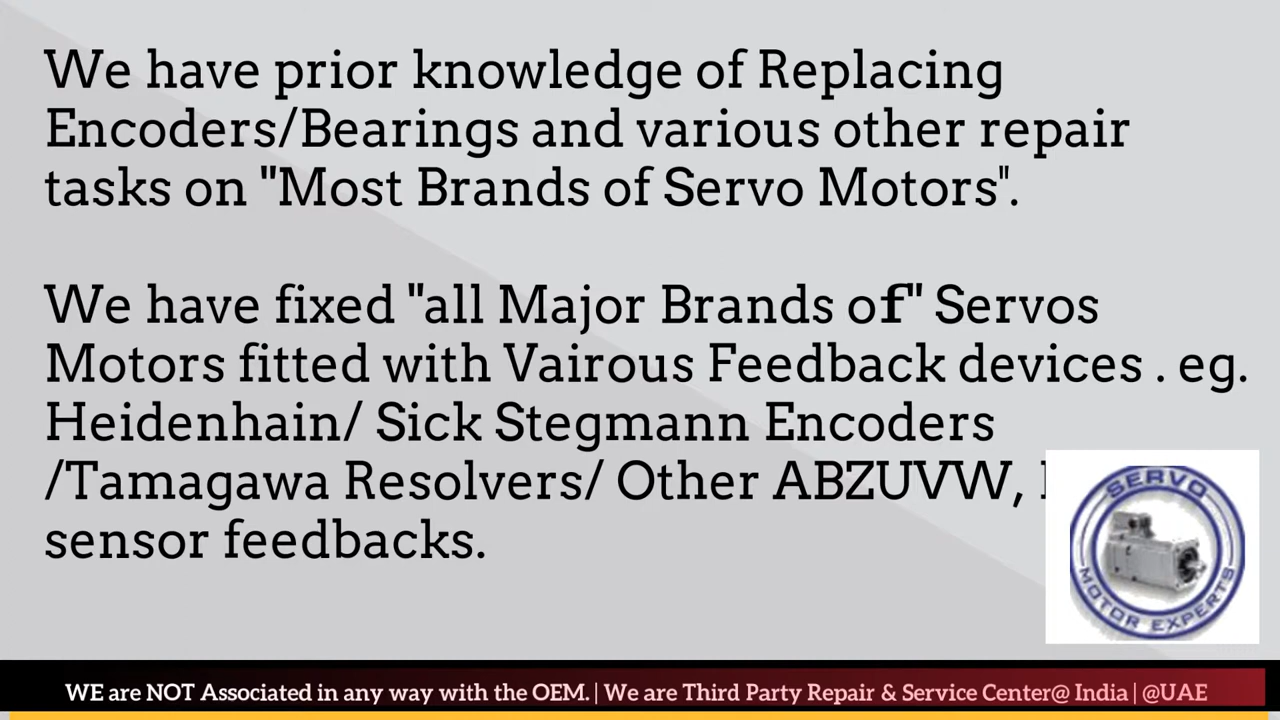 We have prior knowledge of Replacing
Encoders/Bearings and various other repair
tasks on "Most Brands of Servo Motors".
We have fixed "all Major Brands of" Servos
Motors fitted with Vairous Feedback devices . eg.
Heidenhain/ Sick Stegmann Encoders
/Tamagawa Resolvers/ Other ABZUVW,
sensor feedbacks.
SERVO
MOTOR EXPERTS
WE are NOT Associated in any way with the OEM. | We are Third Party Repair & Service Center@ India | @UAE